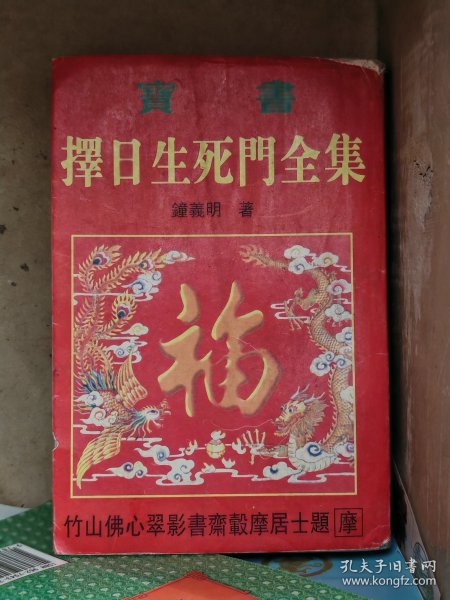 寶書
擇日生死門全集
鐘義明 著
福
竹山佛心翠影書齋轂摩居士題 摩
孔夫子旧书网
www.kongfz.com